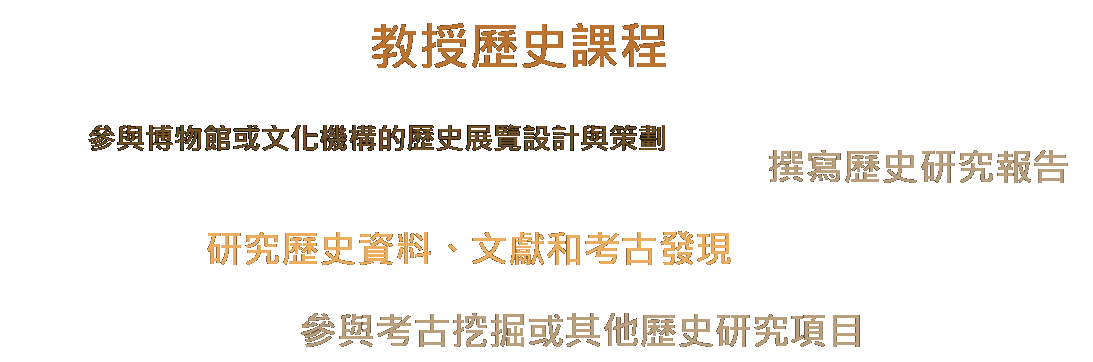 教授歷史課程
參與博物館或文化機構的歷史展覽設計與策劃
撰寫歷史研究報告
研究歷史資料、文獻和考古發現
參與考古挖掘或其他歷史研究項目